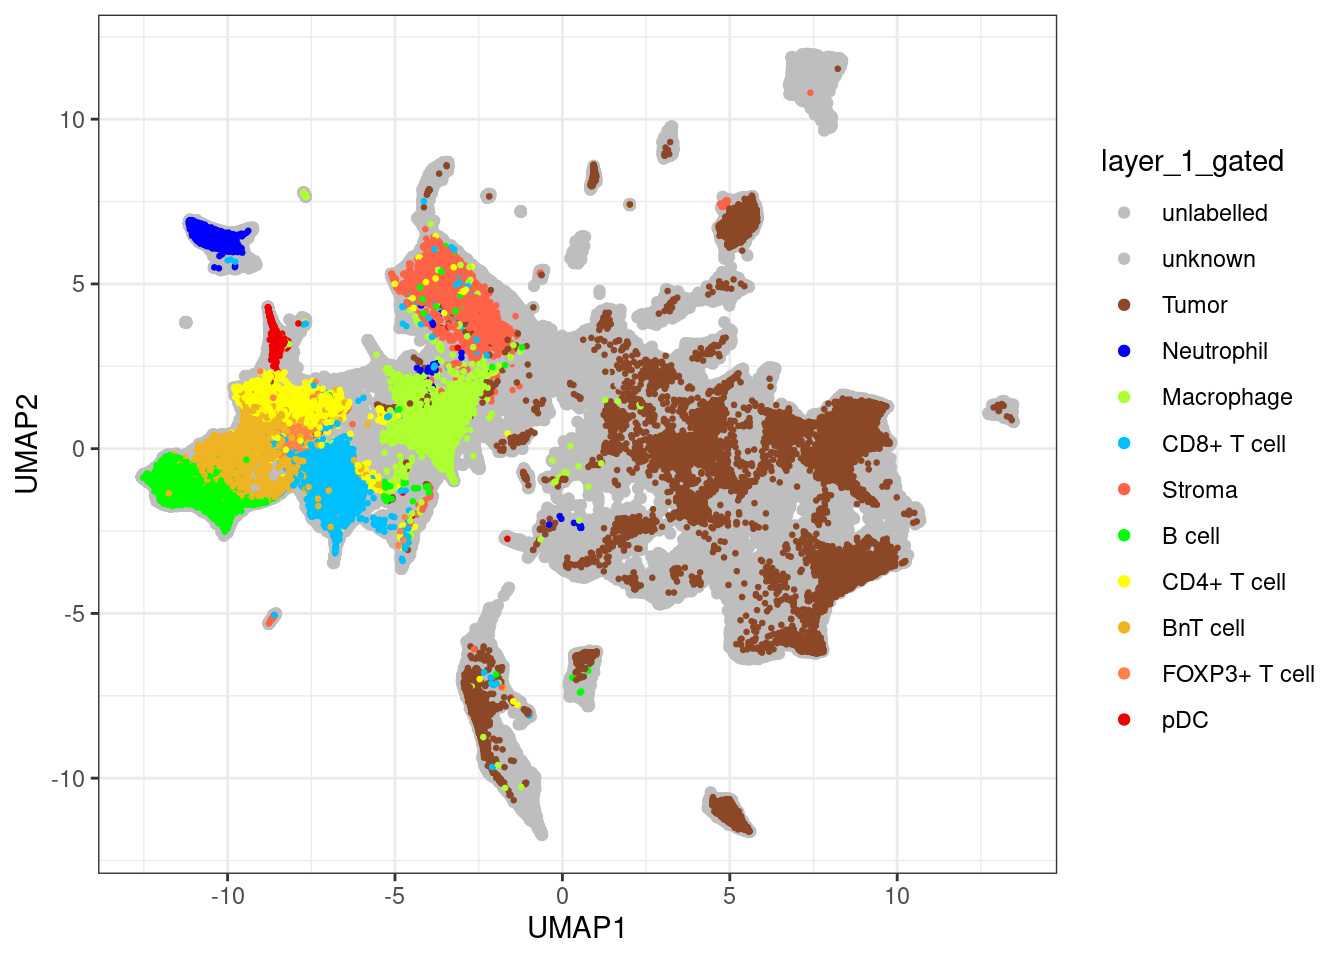 layer_1_gated
unlabelled
unknown
Tumor
Neutrophil
Macrophage
CD8+ T cell
Stroma
B cell
CD4+ T cell
BnT cell
FOXP3+ T cell
pDC
UMAP2
10
5
0
-5
-10
-10 -5 0 5 10
UMAP1